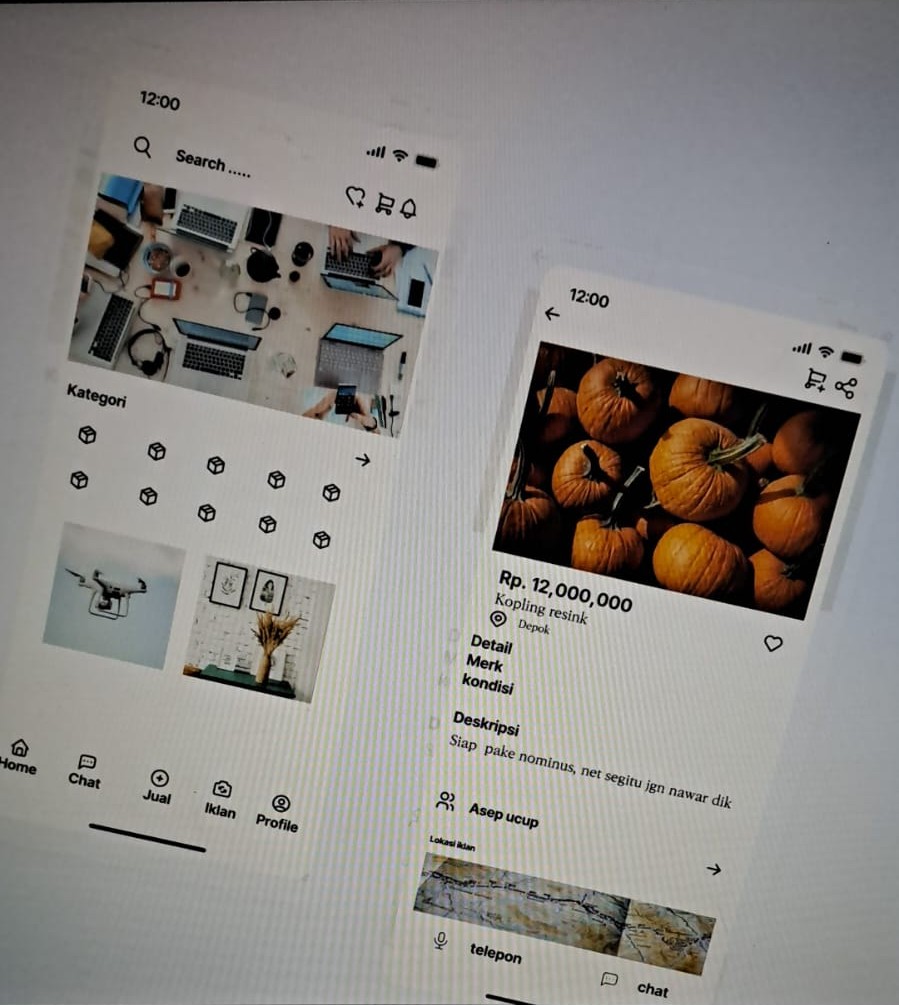 12:00
Search .....
Kategori
Home
Chat
Jual
Iklan
Profile
12:00
Rp. 12,000,000
Kopling resink
Depok
Detail
Merk
kondisi
Deskripsi
Siap pake nominus, net segitu jgn nawar dik
Asep ucup
Lokasi iklan
telepon
chat